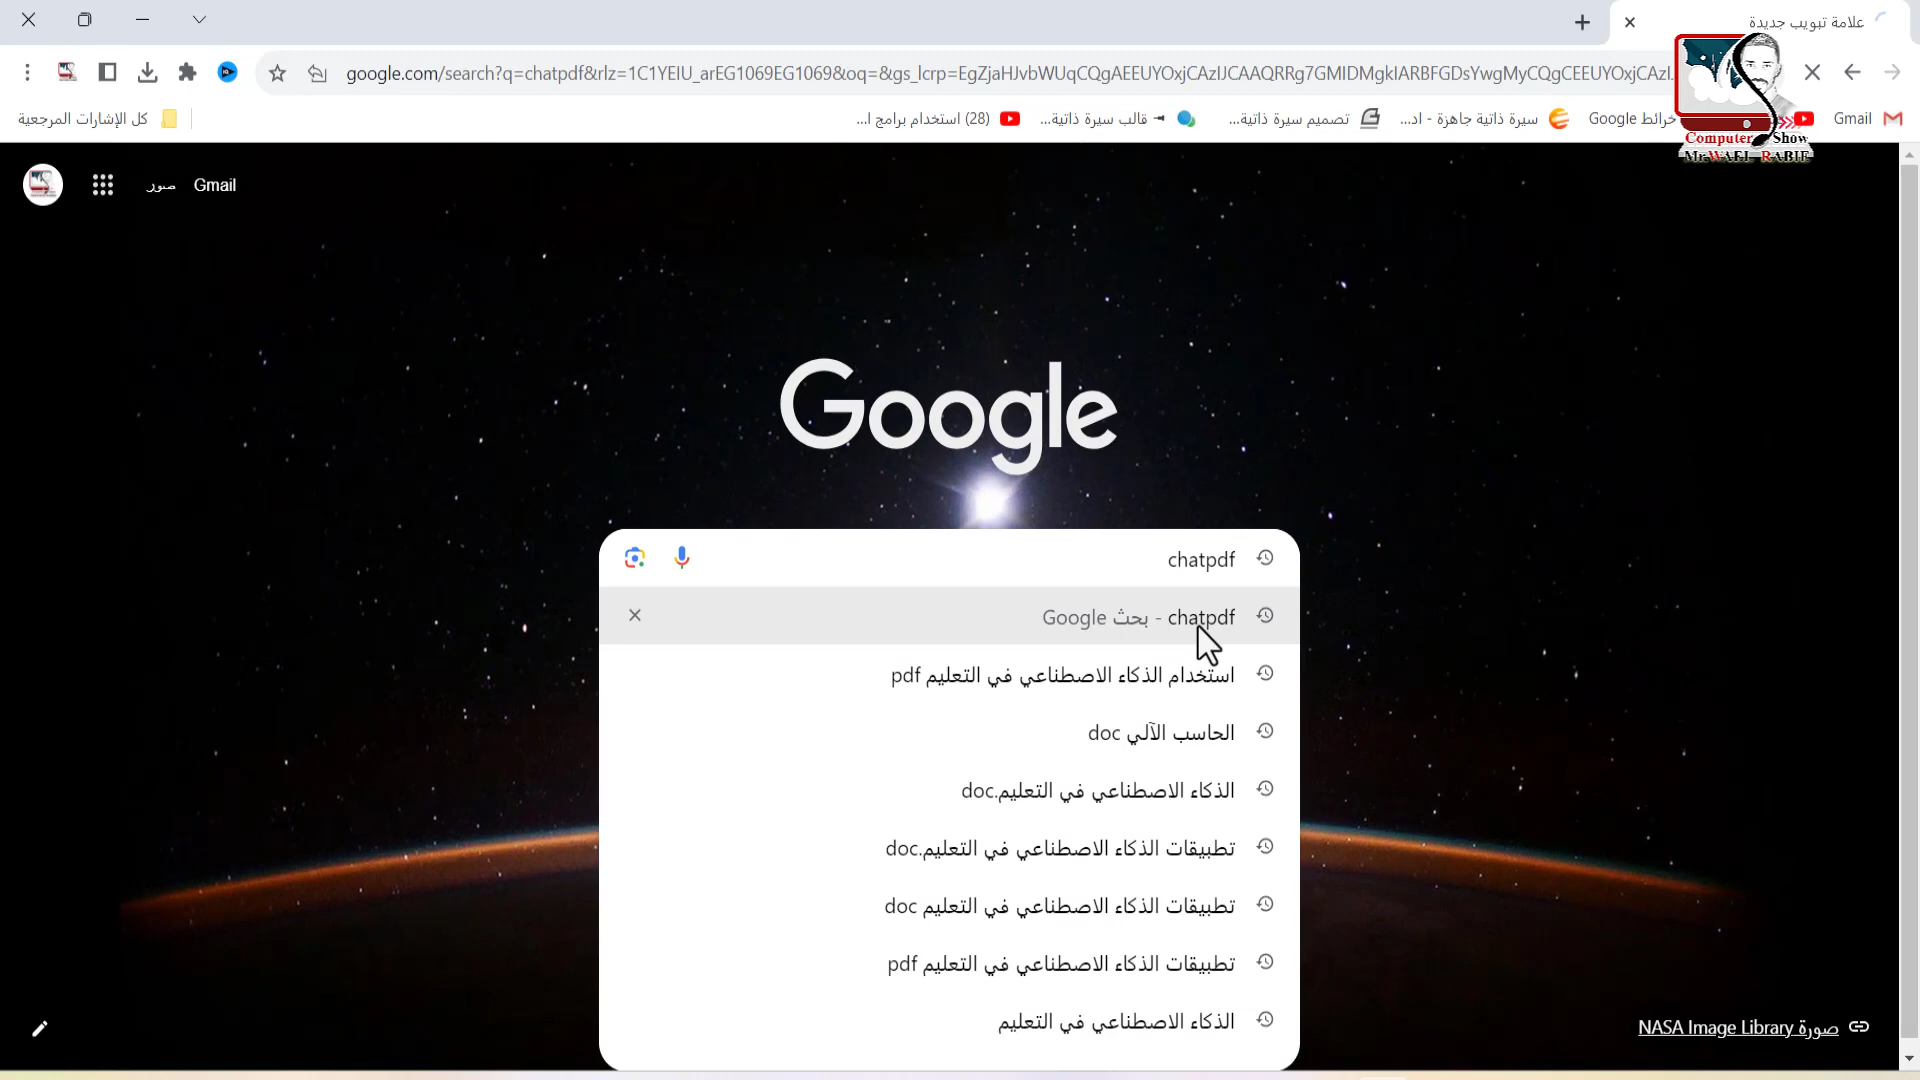 علامة تبويب جديدة
google.com/search?q=chatpdf&rlz=1C1YEIU_arEG1069EG1069&oq=&gs_lcrp=EgZjaHJvbWUqCQgAEEUYOxjCAzIJCAAQRRg7GMIDMgkIARBFGDsYwgMyCQgCEEUYOxjCAzI
Gmail
خرائط Google
سيرة ذاتية جاهزة - اد...
تصميم سيرة ذاتية...
قالب سيرة ذاتية...
(28) استخدام برامج ا...
كل الإشارات المرجعية
Computer Show
Mr.WAEL RABIE
Gmail
صور
Google
chatpdf
chatpdf - بحث Google
استخدام الذكاء الاصطناعي في التعليم pdf
الحاسب الآلي doc
الذكاء الاصطناعي في التعليم.doc
تطبيقات الذكاء الاصطناعي في التعليم.doc
تطبيقات الذكاء الاصطناعي في التعليم doc
تطبيقات الذكاء الاصطناعي في التعليم pdf
الذكاء الاصطناعي في التعليم
صورة NASA Image Library